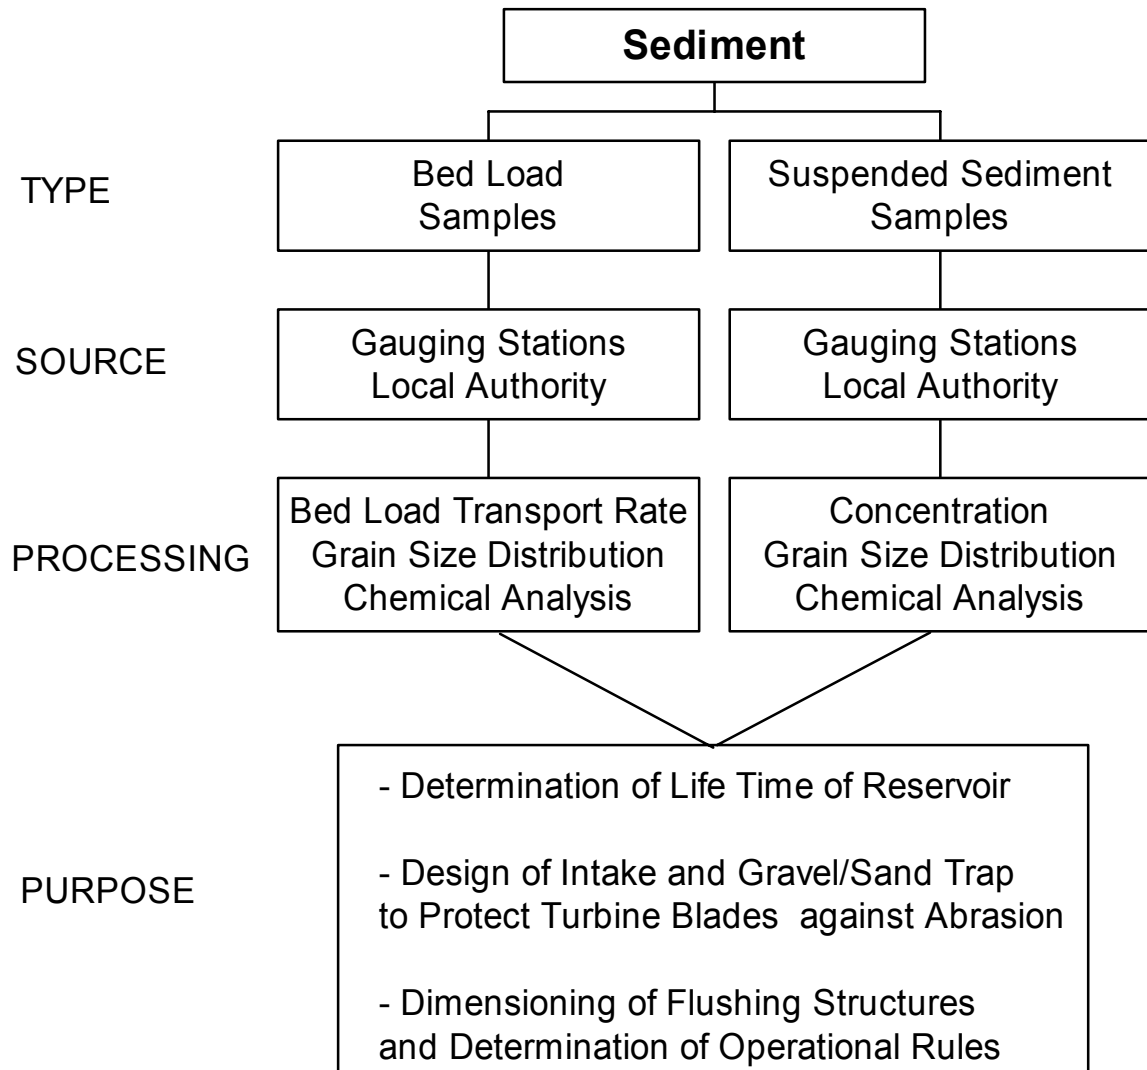 Sediment
TYPE
Bed Load
Samples
Suspended Sediment
Samples
SOURCE
Gauging Stations
Local Authority
Gauging Stations
Local Authority
PROCESSING
Bed Load Transport Rate
Grain Size Distribution
Chemical Analysis
Concentration
Grain Size Distribution
Chemical Analysis
PURPOSE
- Determination of Life Time of Reservoir
- Design of Intake and Gravel/Sand Trap
to Protect Turbine Blades  against Abrasion
- Dimensioning of Flushing Structures
and Determination of Operational Rules